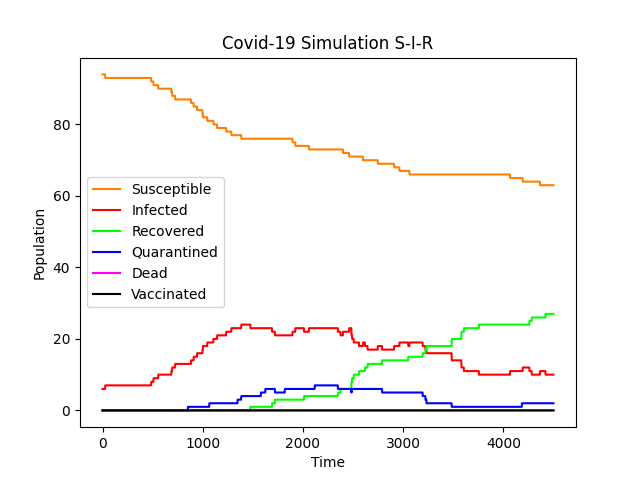 Covid-19 Simulation S-I-R
Population
80
60
40
20
0
Susceptible
Infected
Recovered
Quarantined
Dead
Vaccinated
0 1000 2000 3000 4000
Time